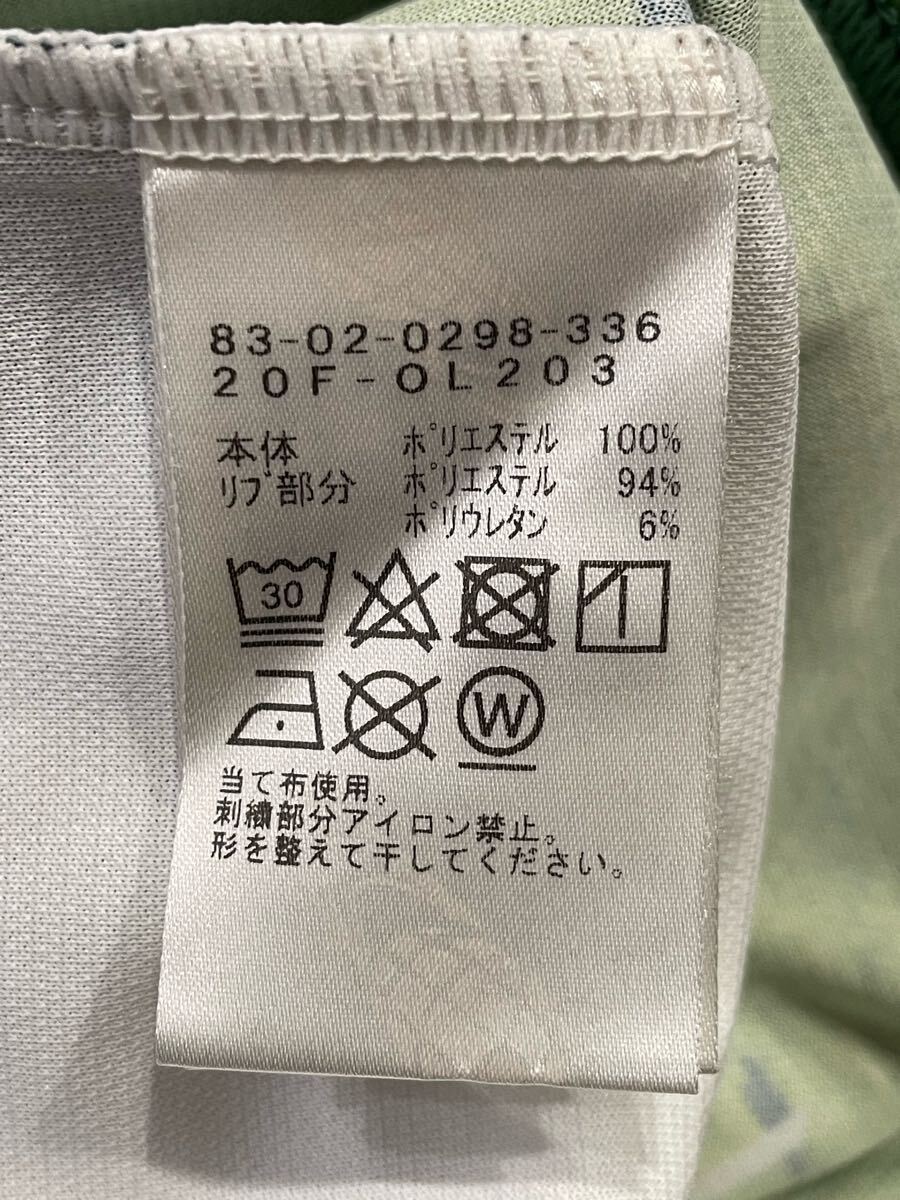 83-02-0298-336
20F-OL203
本体 ポリエステル 100%
リブ部分 ポリエステル 94%
ポリウレタン 6%
30
W
当て布使用。
刺繍部分アイロン禁止。
形を整えて干してください。